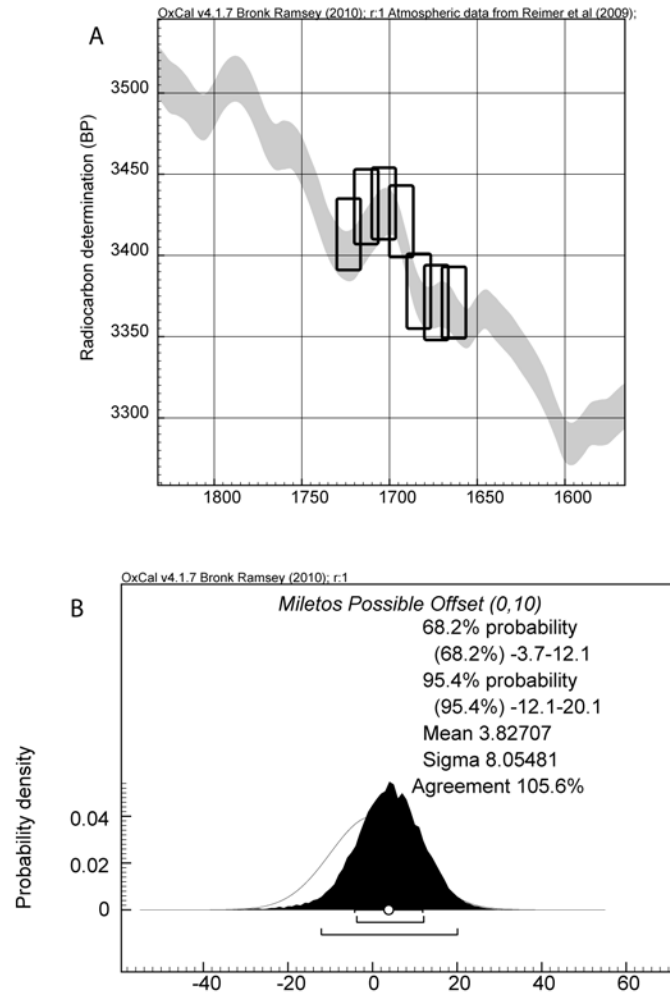 OxCal v4.1.7 Bronk Ramsey (2010); r:1 Atmospheric data from Reimer et al (2009);
A
Radiocarbon determination (BP)
3500
3450
3400
3350
3300
1800 1750 1700 1650 1600
OxCal v4.1.7 Bronk Ramsey (2010); r:1
B
Miletos Possible Offset (0,10)
68.2% probability
(68.2%) -3.7-12.1
95.4% probability
(95.4%) -12.1-20.1
Mean 3.82707
Sigma 8.05481
Agreement 105.6%
Probability density
0.04
0.02
0
-40 -20 0 20 40 60